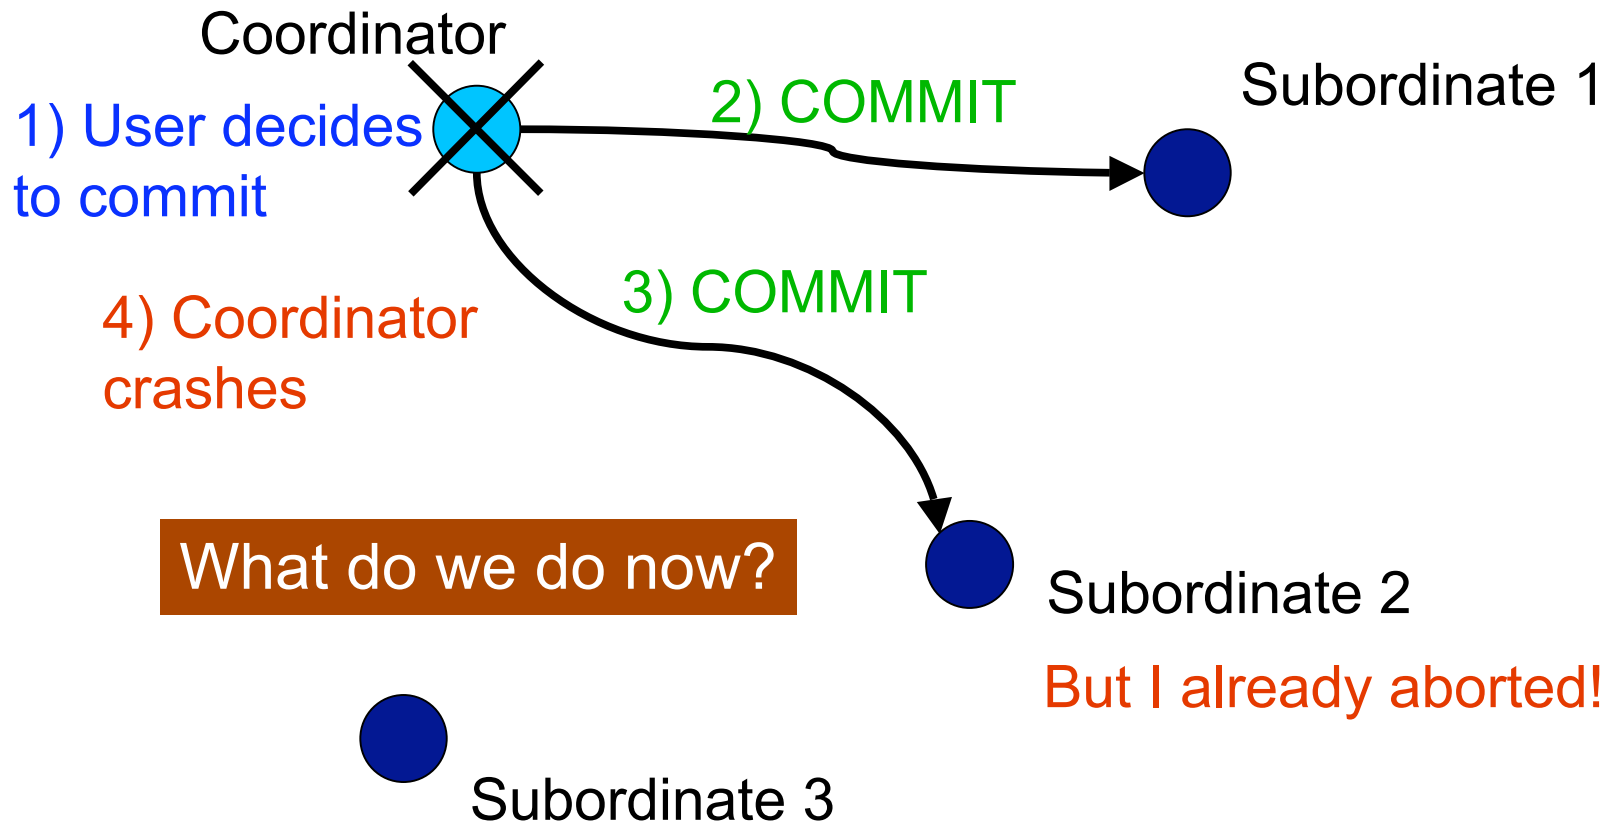 Coordinator
Subordinate 1
1) User decides
to commit
2) COMMIT
3) COMMIT
4) Coordinator
crashes
What do we do now?
Subordinate 2
But I already aborted!
Subordinate 3